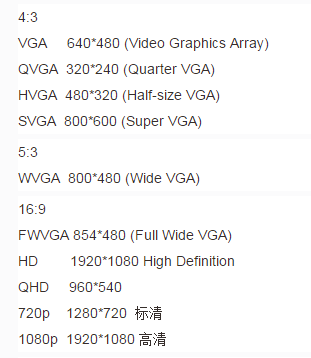 4:3
VGA 640*480 (Video Graphics Array)
QVGA 320*240 (Quarter VGA)
HVGA 480*320 (Half-size VGA)
SVGA 800*600 (Super VGA)
5:3
WVGA 800*480 (Wide VGA)
16:9
FWVGA 854*480 (Full Wide VGA)
HD 1920*1080 High Definition
QHD 960*540
720p 1280*720 标清
1080p 1920*1080 高清